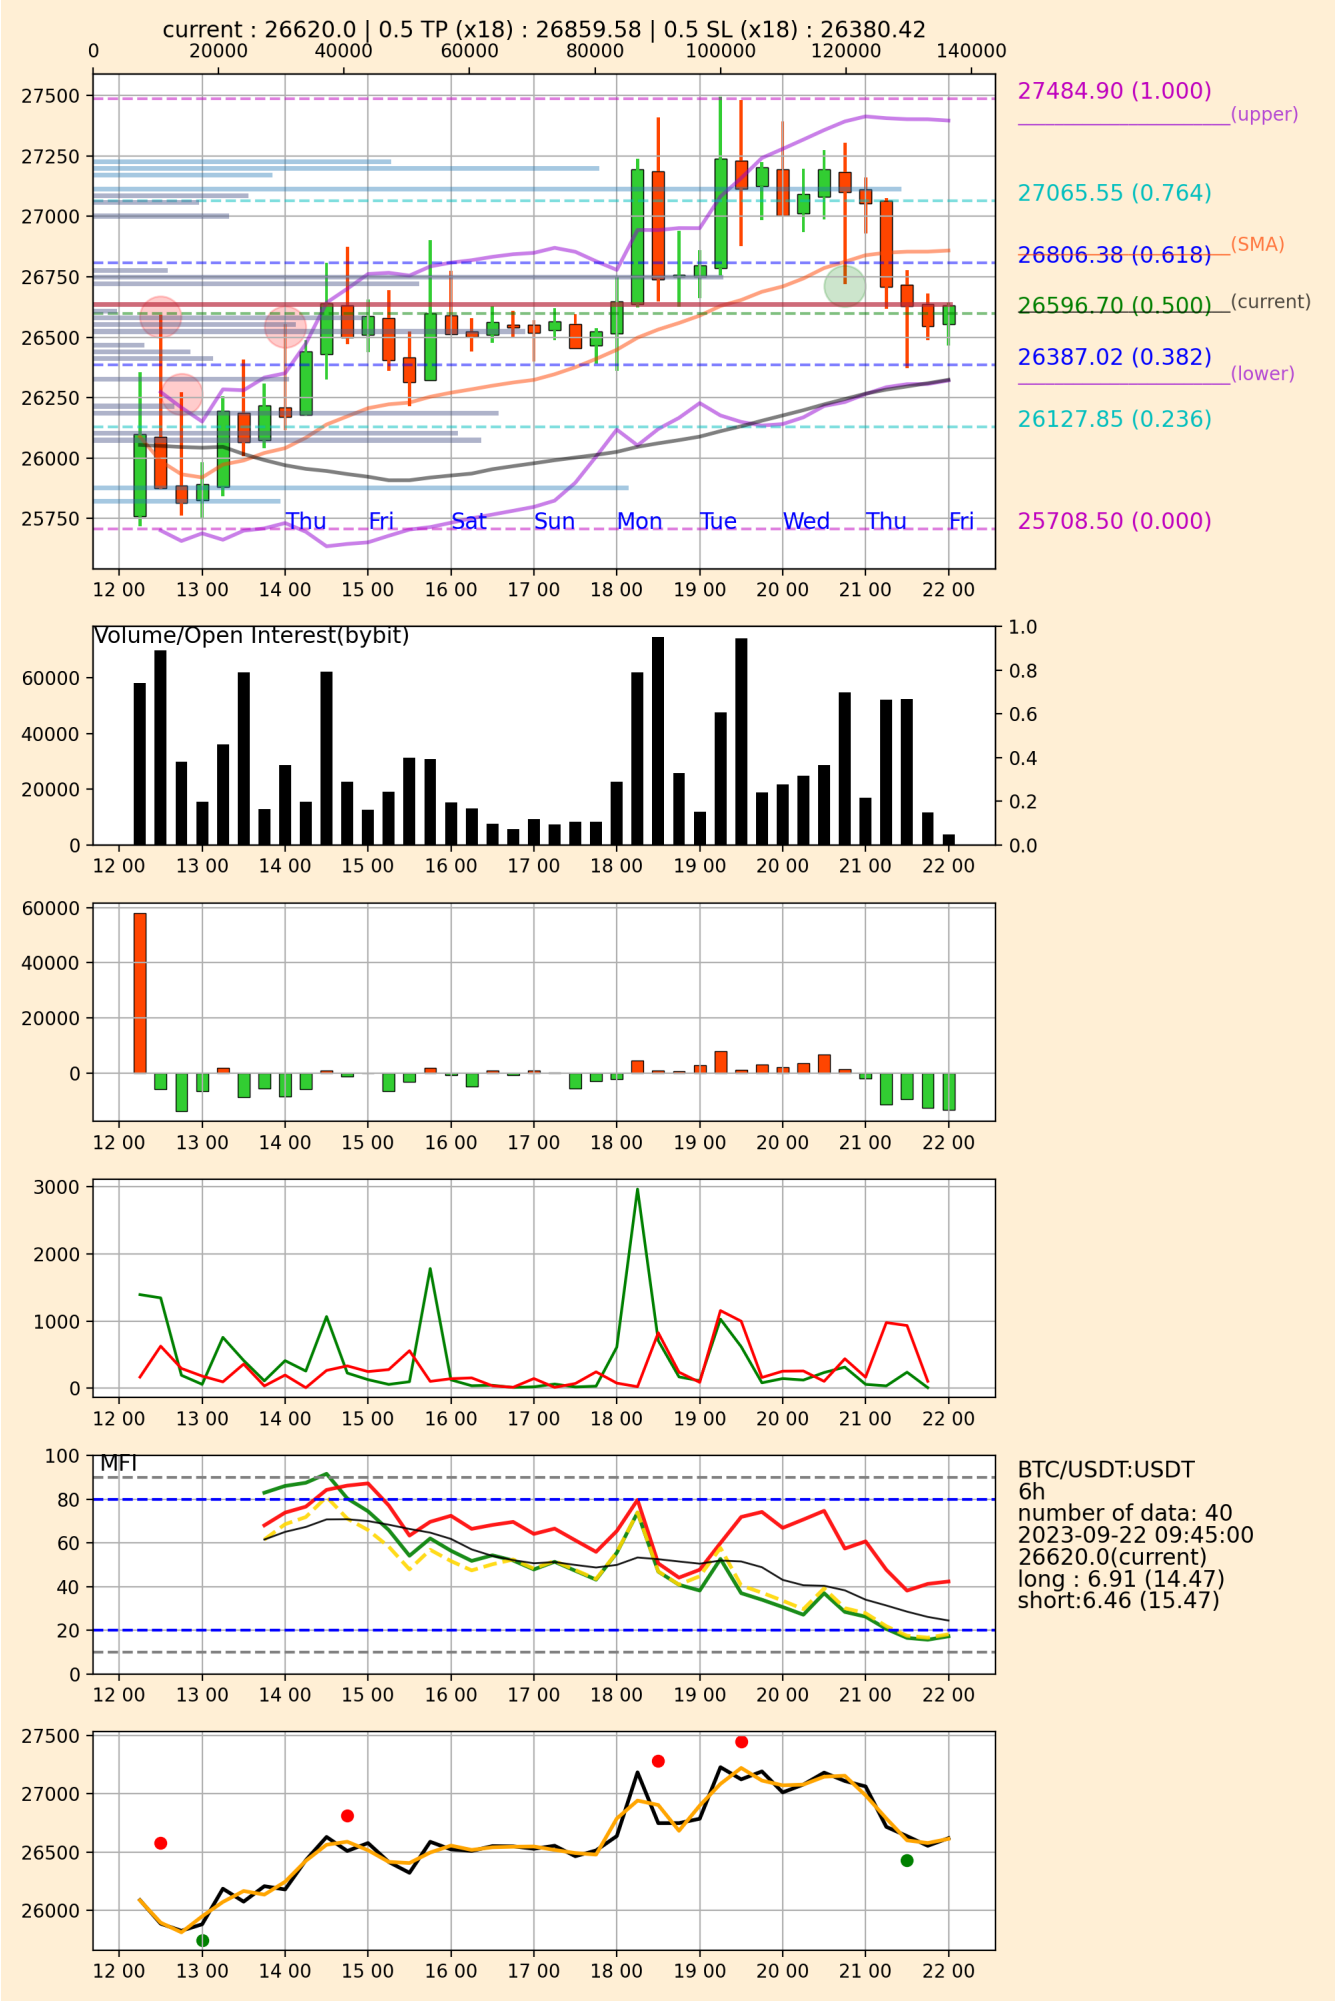 current : 26620.0 | 0.5 TP (x18) : 26859.58 | 0.5 SL (x18) : 26380.42
0 20000 40000 60000 80000 100000 120000 140000
27500
27250
27000
26750
26500
26250
26000
25750
27484.90 (1.000)
(upper)
27065.55 (0.764)
(SMA)
26806.38 (0.618)
(current)
26596.70 (0.500)
26387.02 (0.382)
(lower)
26127.85 (0.236)
25708.50 (0.000)
Thu Fri Sat Sun Mon Tue Wed Thu Fri
12 00 13 00 14 00 15 00 16 00 17 00 18 00 19 00 20 00 21 00 22 00
Volume/Open Interest(bybit)
60000
40000
20000
0
1.0
0.8
0.6
0.4
0.2
0.0
12 00 13 00 14 00 15 00 16 00 17 00 18 00 19 00 20 00 21 00 22 00
60000
40000
20000
0
12 00 13 00 14 00 15 00 16 00 17 00 18 00 19 00 20 00 21 00 22 00
3000
2000
1000
0
12 00 13 00 14 00 15 00 16 00 17 00 18 00 19 00 20 00 21 00 22 00
MFI
100
80
60
40
20
0
BTC/USDT:USDT
6h
number of data: 40
2023-09-22 09:45:00
26620.0(current)
long : 6.91 (14.47)
short:6.46 (15.47)
12 00 13 00 14 00 15 00 16 00 17 00 18 00 19 00 20 00 21 00 22 00
27500
27000
26500
26000
12 00 13 00 14 00 15 00 16 00 17 00 18 00 19 00 20 00 21 00 22 00